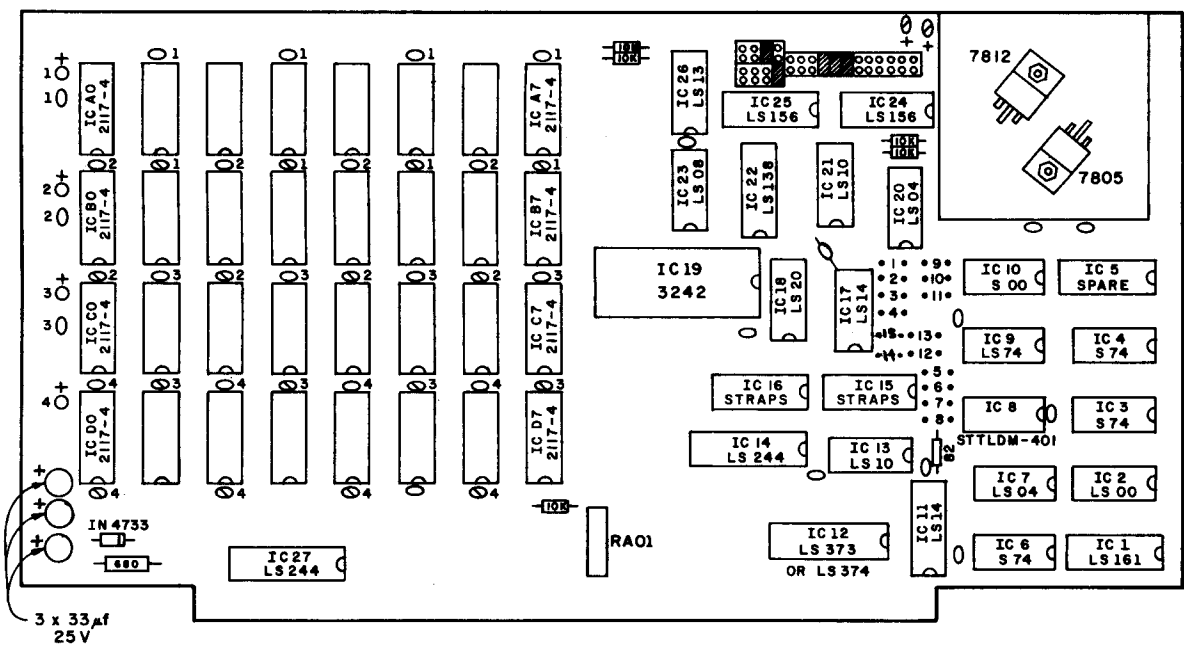 +
1
1
IC A0
2117-4
1
1
1
IC A7
2117-4
2
1
2
1
2
1
2
1
+
2
2
IC B0
2117-4
IC B7
2117-4
2
3
2
3
2
3
2
3
+
3
3
IC C0
2117-4
IC C7
2117-4
+
4
4
3
4
3
4
3
4
3
IC D0
2117-4
IC D7
2117-4
4
4
4
4
+
+
+
IN 4733
680
3 x 33µf
25V
IC 27
LS 244
10K
RA01
10K
10K
IC 26
LS 13
IC 25
LS 156
IC 24
LS 156
+ +
7812
7805
10K
10K
IC 23
LS 08
IC 22
LS 138
IC 21
LS 10
IC 20
LS 04
IC 19
3242
IC 18
LS 20
IC 17
LS 14
1
2
3
4
15
14
9
10
11
13
12
5
6
7
8
IC 10
S 00
IC 5
SPARE
IC 9
LS 74
IC 4
S 74
IC 16
STRAPS
IC 15
STRAPS
IC 8
STTLDM-401
IC 3
S 74
IC 14
LS 244
IC 13
LS 10
82
IC 7
LS 04
IC 2
LS 00
IC 12
LS 373
OR LS 374
IC 11
LS 14
IC 6
S 74
IC 1
LS 161